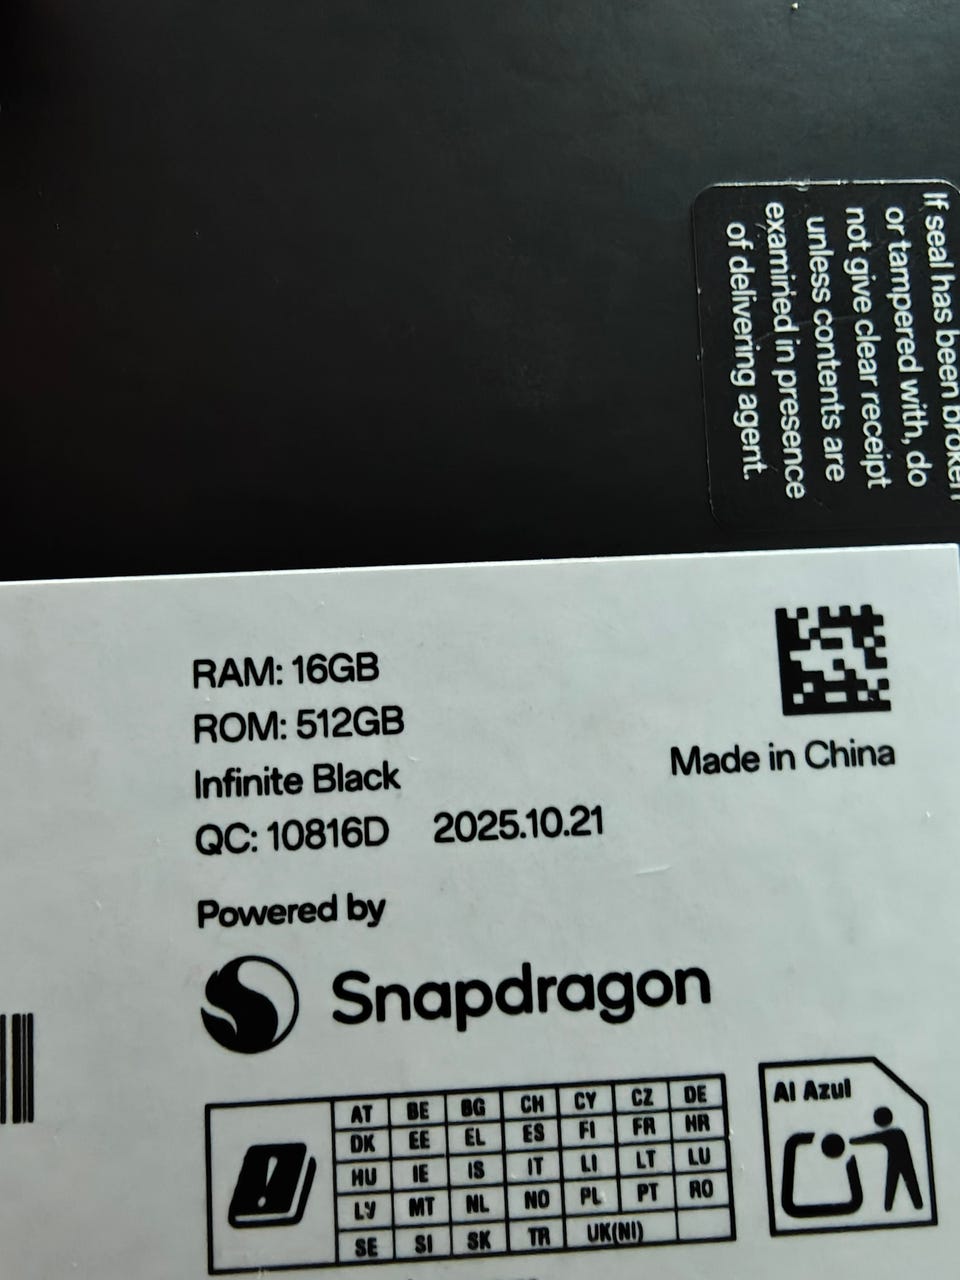 If seal has been broken
or tampered with, do
not give clear receipt
unless contents are
examined in presence
of delivering agent.
RAM: 16GB
ROM: 512GB
Infinite Black
QC: 10816D 2025.10.21
Made in China
Powered by
Snapdragon
AT BE BG CH CY CZ DE
DK EE EL ES FI FR HR
HU IE IS IT LI LT LU
LV MT NL NO PL PT RO
SE SI SK TR UK(NI)
Al Azul